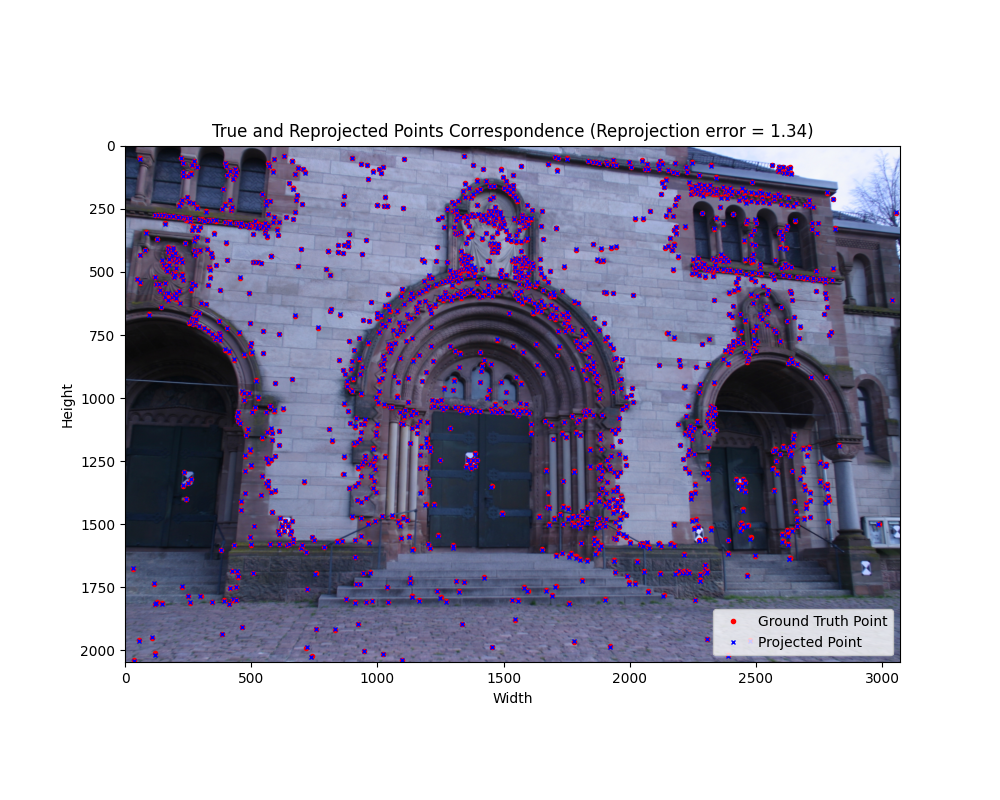 True and Reprojected Points Correspondence (Reprojection error = 1.34)
0
250
500
750
1000
1250
1500
1750
2000
Height
0 500 1000 1500 2000 2500 3000
Width
Ground Truth Point
Projected Point